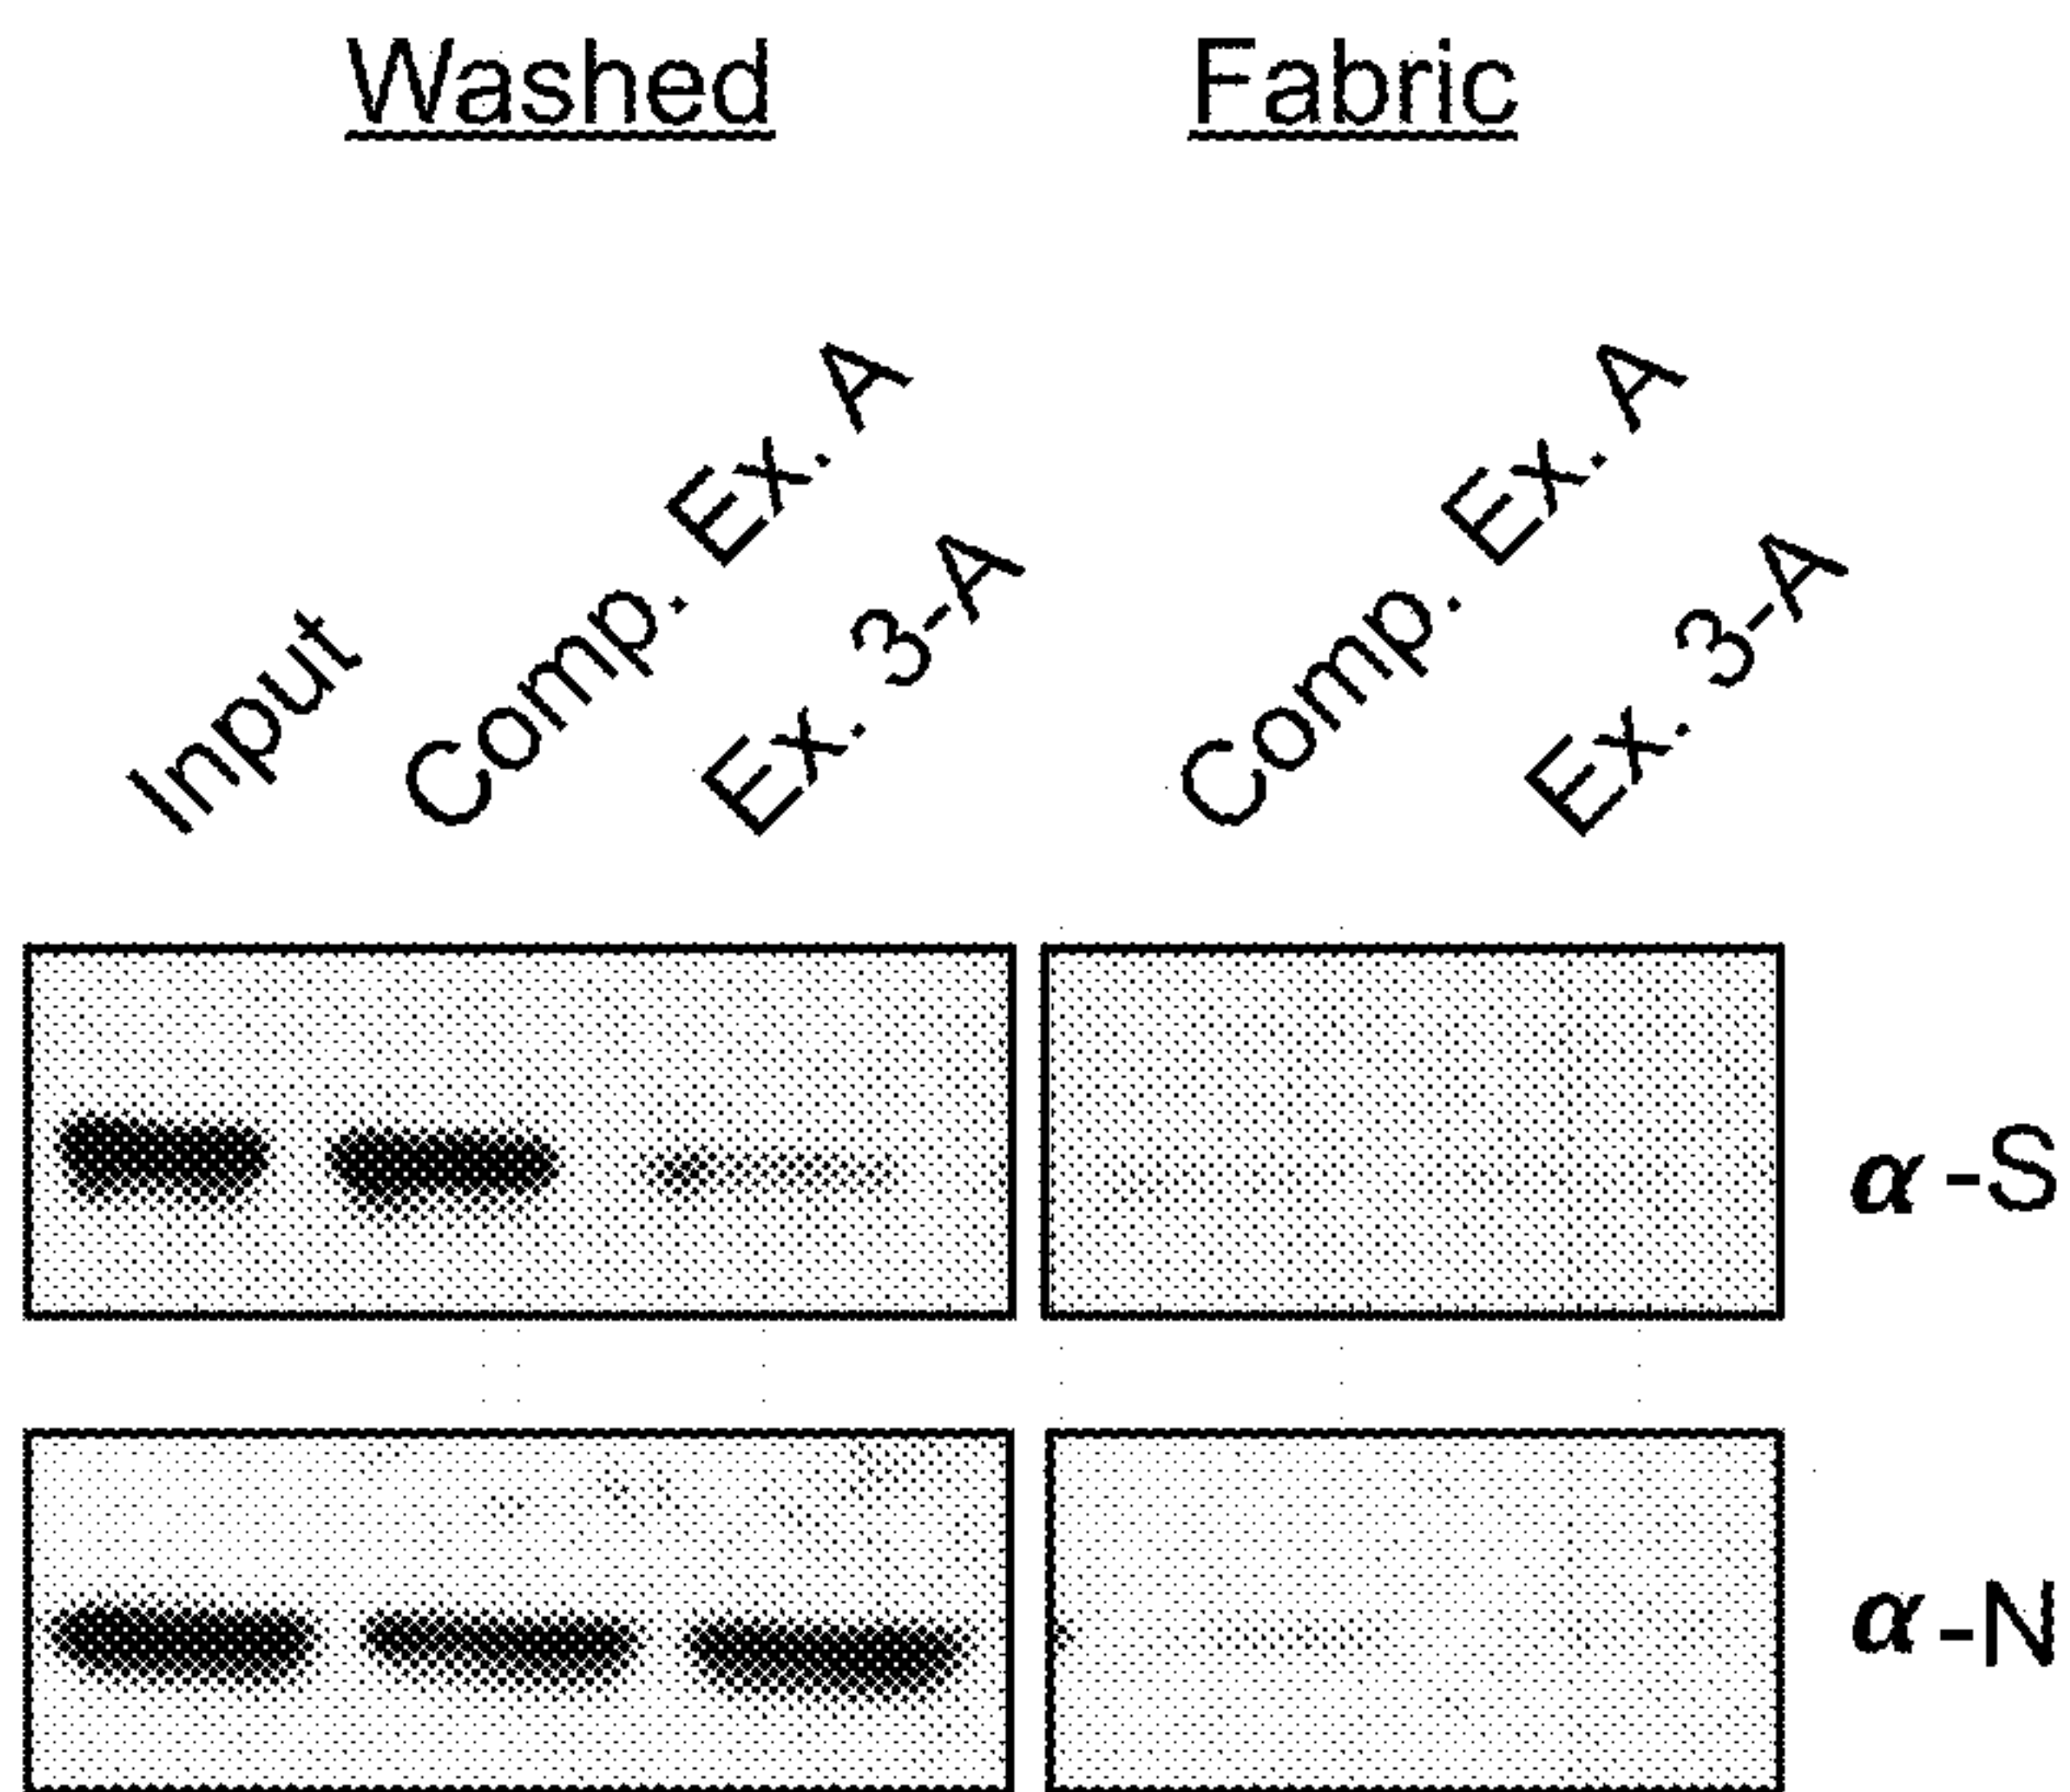 Washed
Fabric
Input
Comp. Ex. A
Ex. 3-A
Comp. Ex. A
Ex. 3-A
α-S
α-N